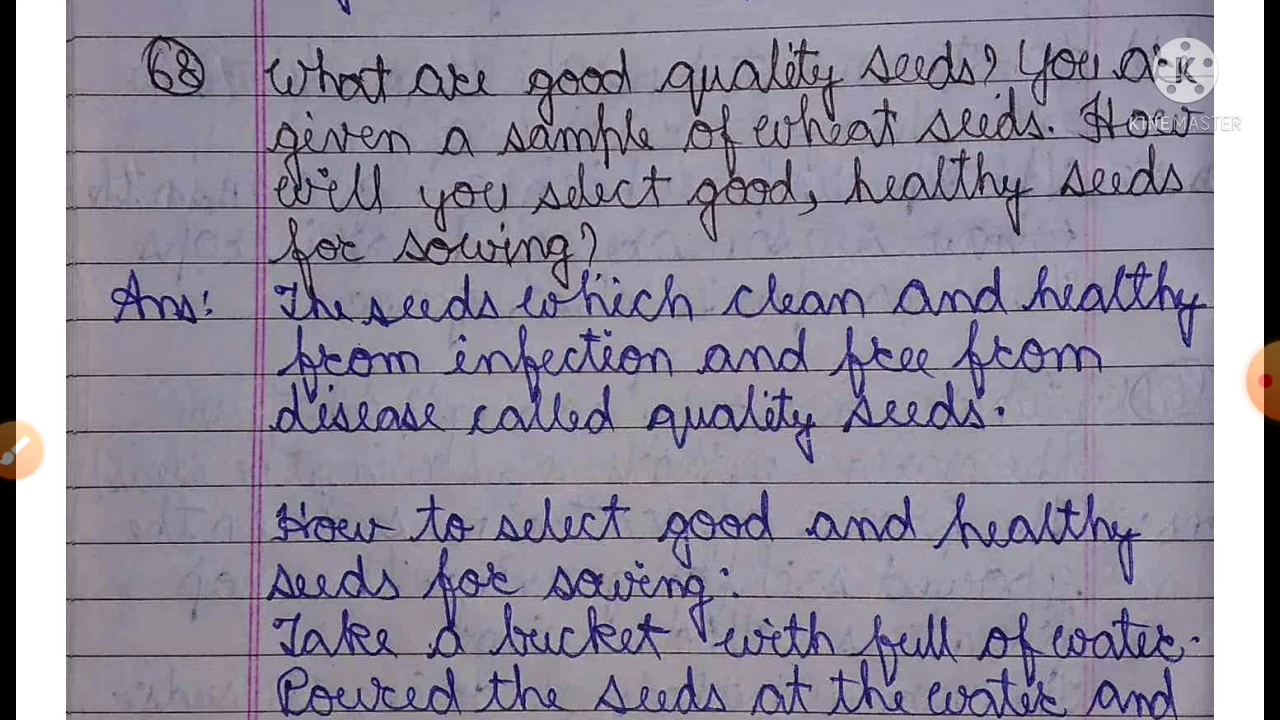 68 What are good quality seeds? You are
K
KINEMASTER
given a sample of wheat seeds. How
will you select good, healthy seeds
for sowing?
Ans: The seeds which clean and healthy
from infection and free from
disease called quality seeds.
How to select good and healthy
seeds for sowing:
Take a bucket with full of water.
Poured the seeds at the water and